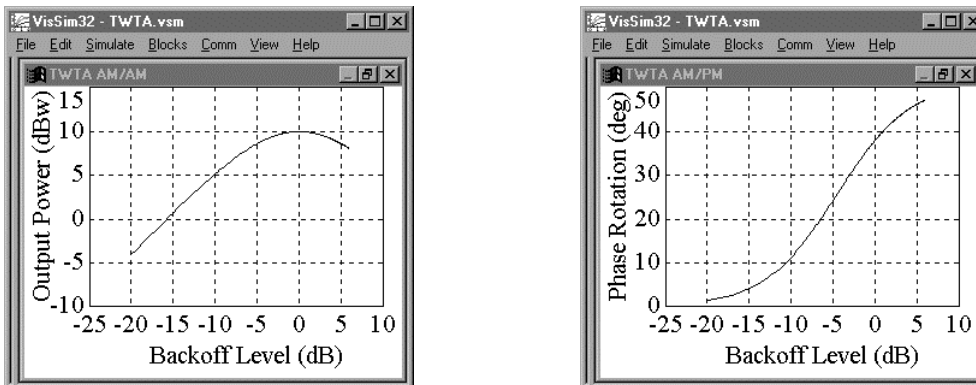 VisSim32 - TWTA.vsm
File Edit Simulate Blocks Comm View Help
TWTA AM/AM
Output Power (dBw)
15
10
5
0
-5
-10
-25 -20 -15 -10 -5 0 5 10
Backoff Level (dB)
VisSim32 - TWTA.vsm
File Edit Simulate Blocks Comm View Help
TWTA AM/PM
Phase Rotation (deg)
50
40
30
20
10
0
-25 -20 -15 -10 -5 0 5 10
Backoff Level (dB)